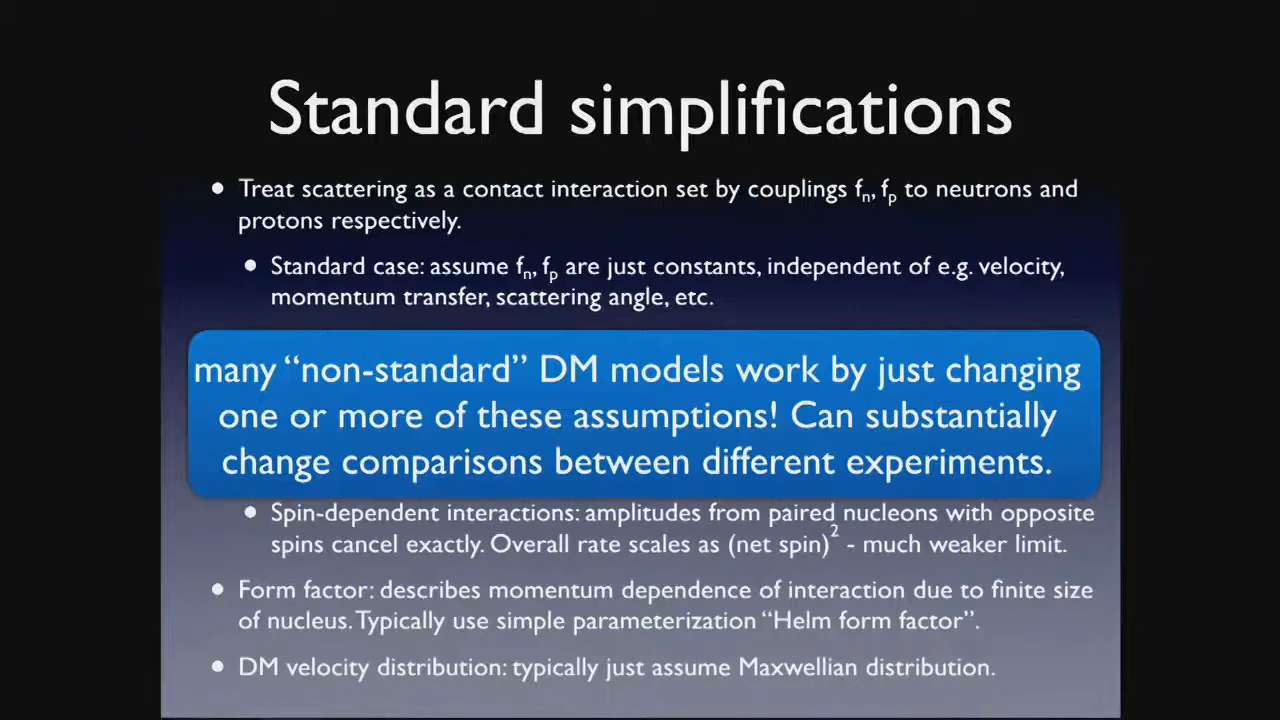 Standard simplifications
• Treat scattering as a contact interaction set by couplings fn, fp to neutrons and
protons respectively.
• Standard case: assume fn, fp are just constants, independent of e.g. velocity,
momentum transfer, scattering angle, etc.
many “non-standard” DM models work by just changing
one or more of these assumptions! Can substantially
change comparisons between different experiments.
• Spin-dependent interactions: amplitudes from paired nucleons with opposite
spins cancel exactly. Overall rate scales as (net spin)2 - much weaker limit.
• Form factor: describes momentum dependence of interaction due to finite size
of nucleus. Typically use simple parameterization “Helm form factor”.
• DM velocity distribution: typically just assume Maxwellian distribution.